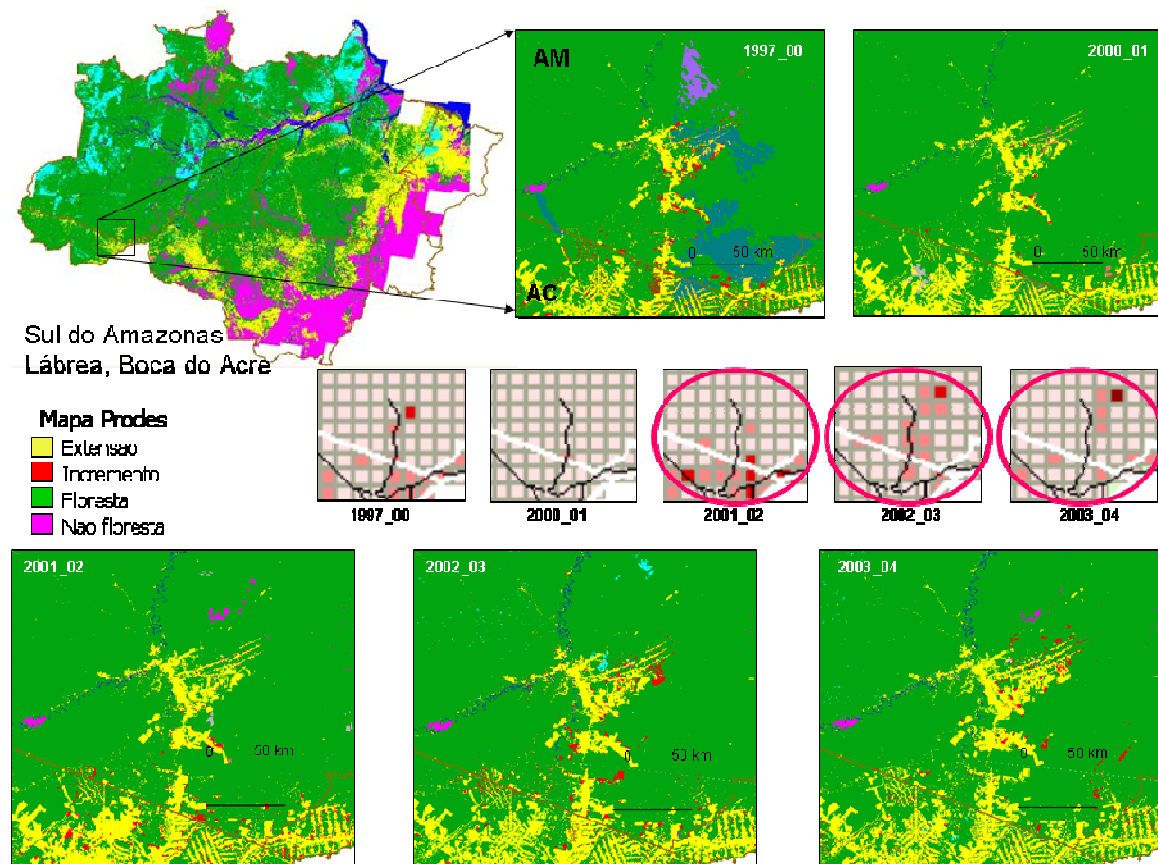 AM
1997_00
0 50 km
AC
2000_01
0 50 km
Sul do Amazonas
Lábrea, Boca do Acre
Mapa Prodes
Extensao
Incremento
Floresta
Nao floresta
1997_00
2000_01
2001_02
2002_03
2003_04
2001_02
0 50 km
2002_03
0 50 km
2003_04
0 50 km